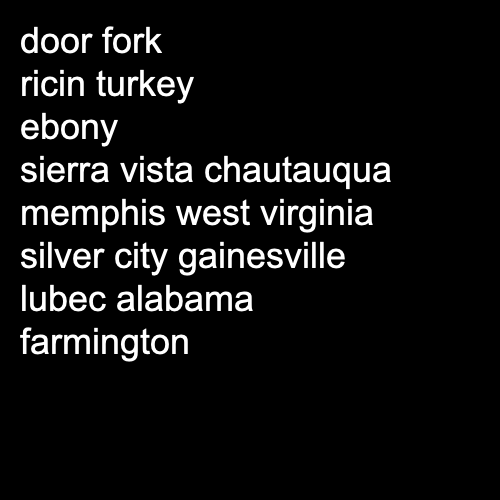 door fork
ricin turkey
ebony
sierra vista chautauqua
memphis west virginia
silver city gainesville
lubec alabama
farmington